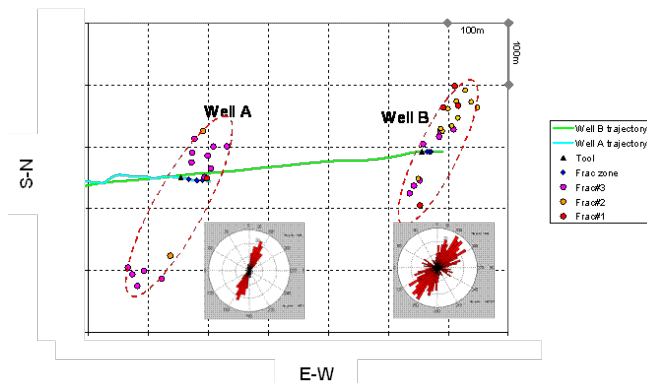 100m
100m
Well A
Well B
S-N
Well B trajectory
Well A trajectory
Tool
Frac zone
Frac#3
Frac#2
Frac#1
E-W